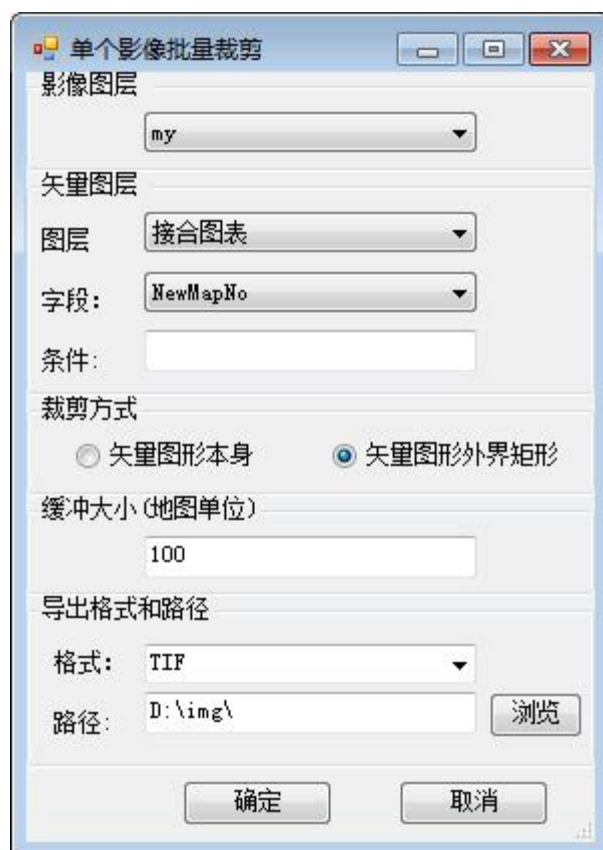 单个影像批量裁剪
影像图层
my
矢量图层
图层 接合图表
字段: NewMapNo
条件:
裁剪方式
矢量图形本身 矢量图形外界矩形
缓冲大小(地图单位)
100
导出格式和路径
格式: TIF
路径: D:\img\ 浏览
确定 取消